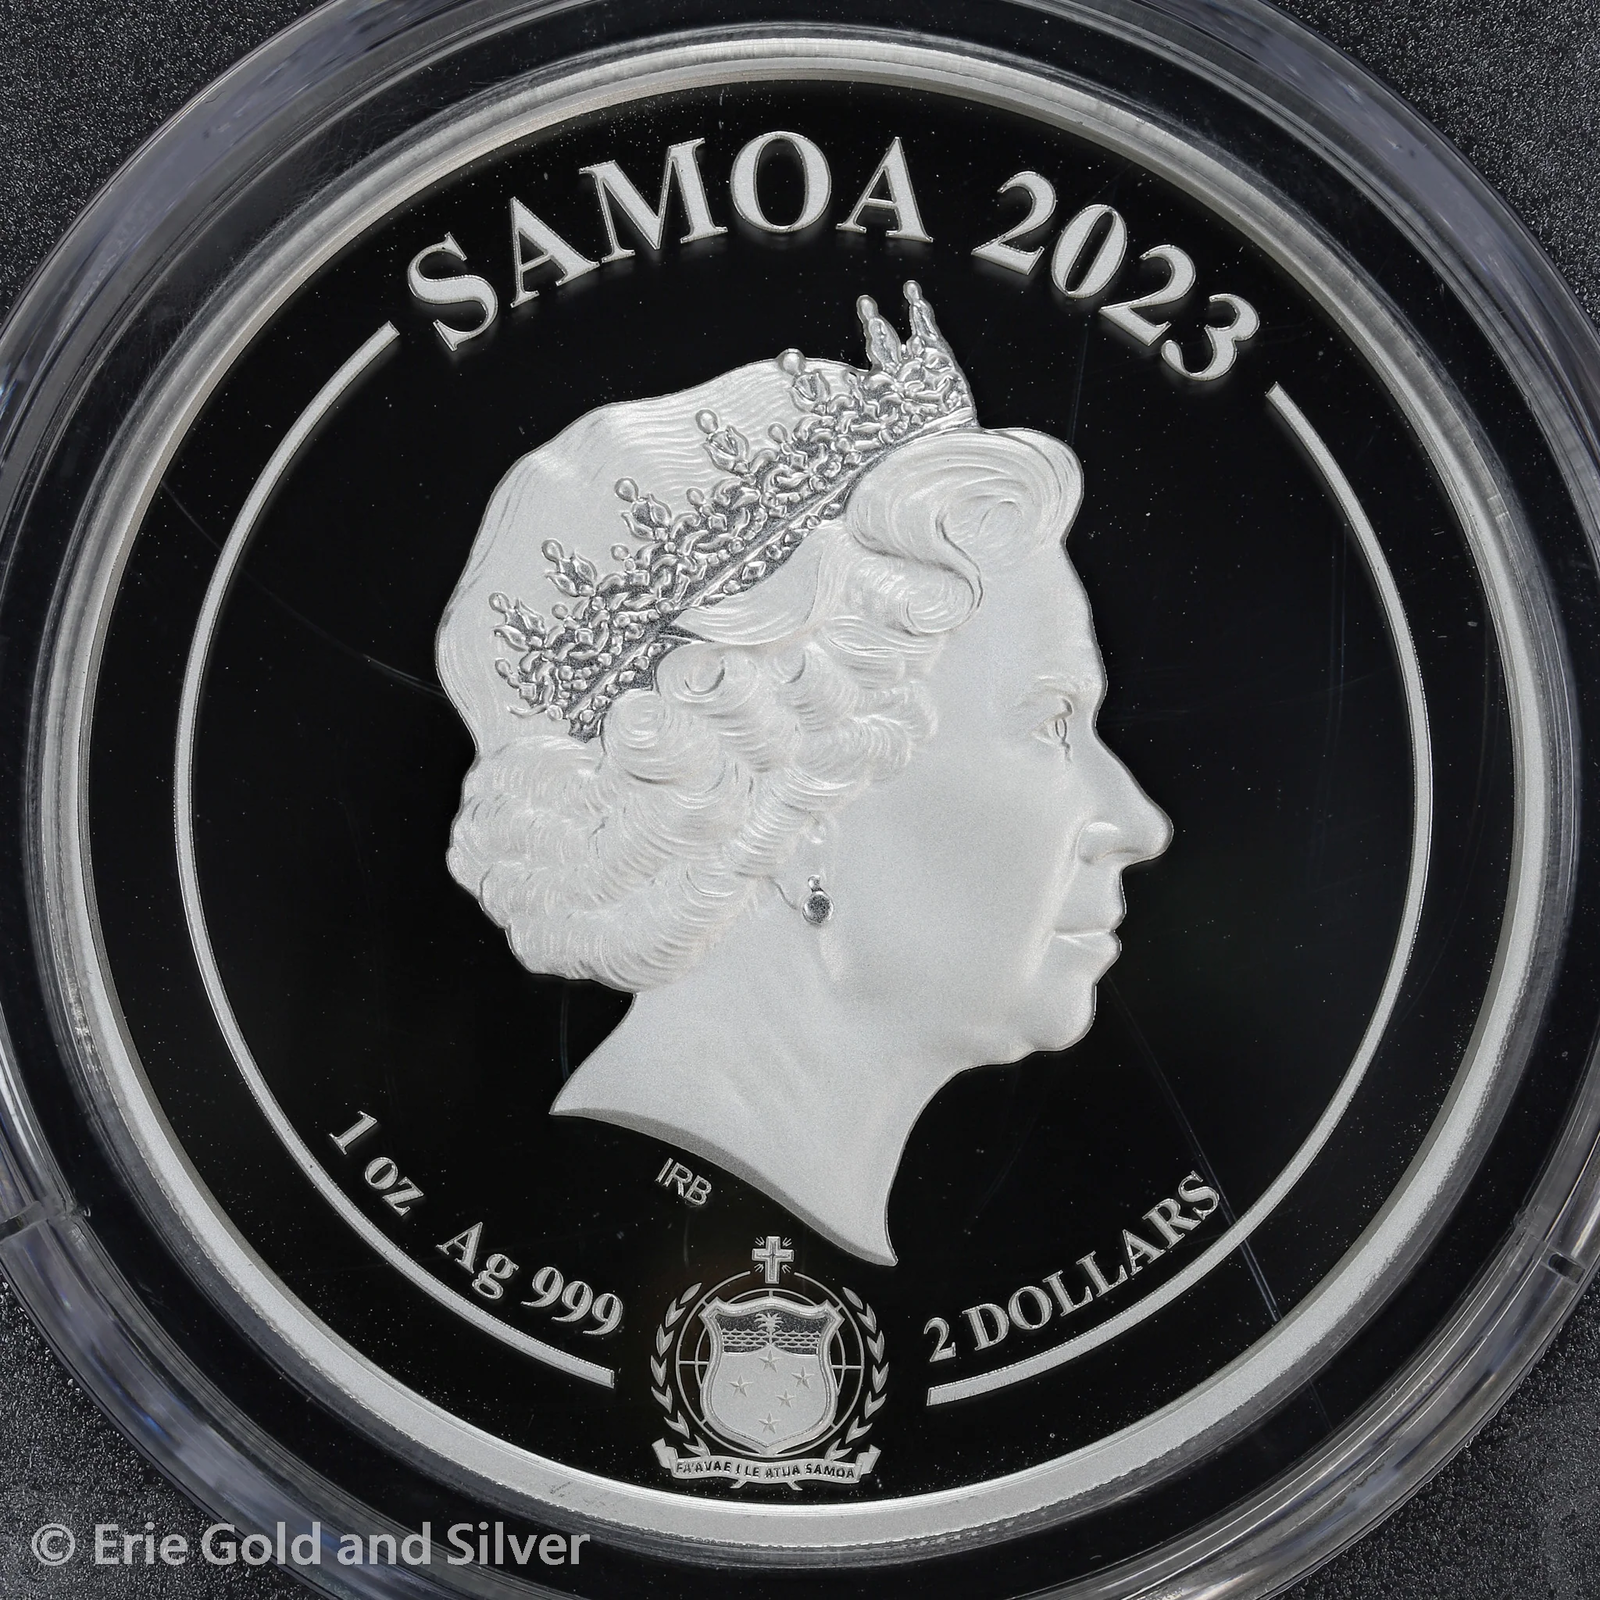 SAMOA 2023
IRB
1 oz Ag 999
2 DOLLARS
FA'AVAE I LE ATUA SAMOA
© Erie Gold and Silver